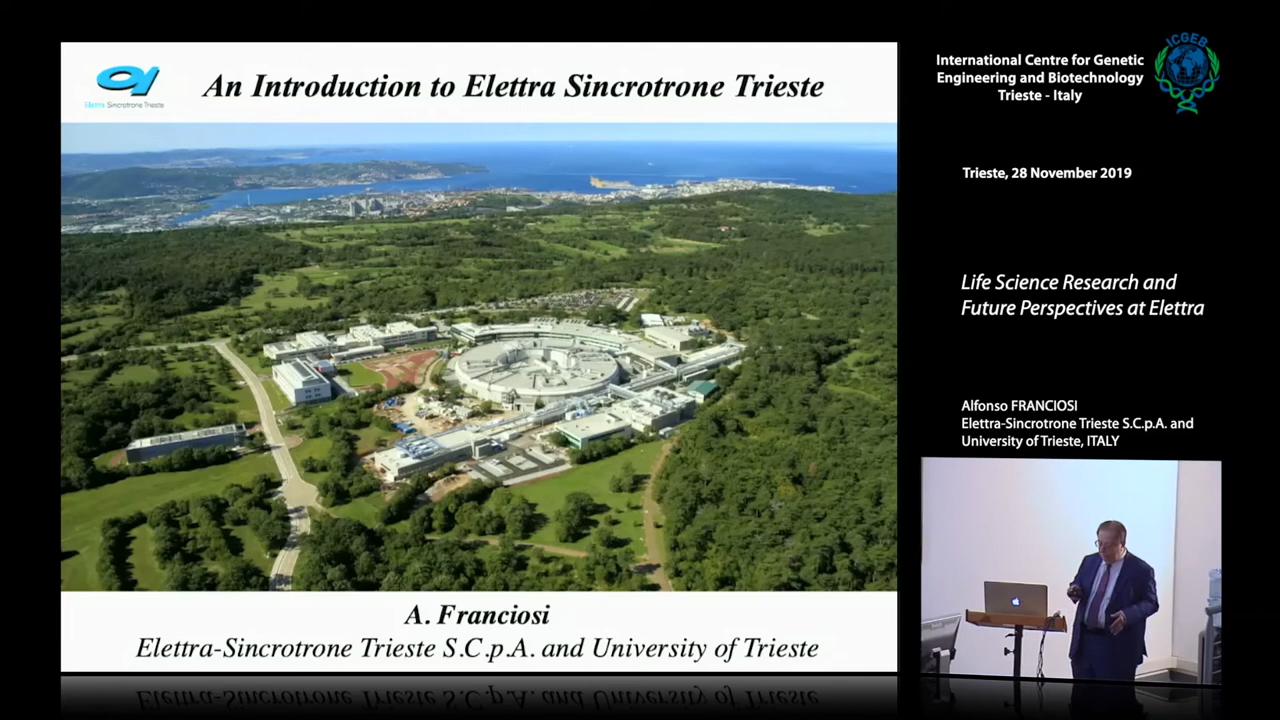 An Introduction to Elettra Sincrotrone Trieste
Elettra Sincrotrone Trieste
A. Franciosi
Elettra-Sincrotrone Trieste S.C.p.A. and University of Trieste
International Centre for Genetic
Engineering and Biotechnology
Trieste - Italy
ICGEB
Trieste, 28 November 2019
Life Science Research and
Future Perspectives at Elettra
Alfonso FRANCIOSI
Elettra-Sincrotrone Trieste S.C.p.A. and
University of Trieste, ITALY